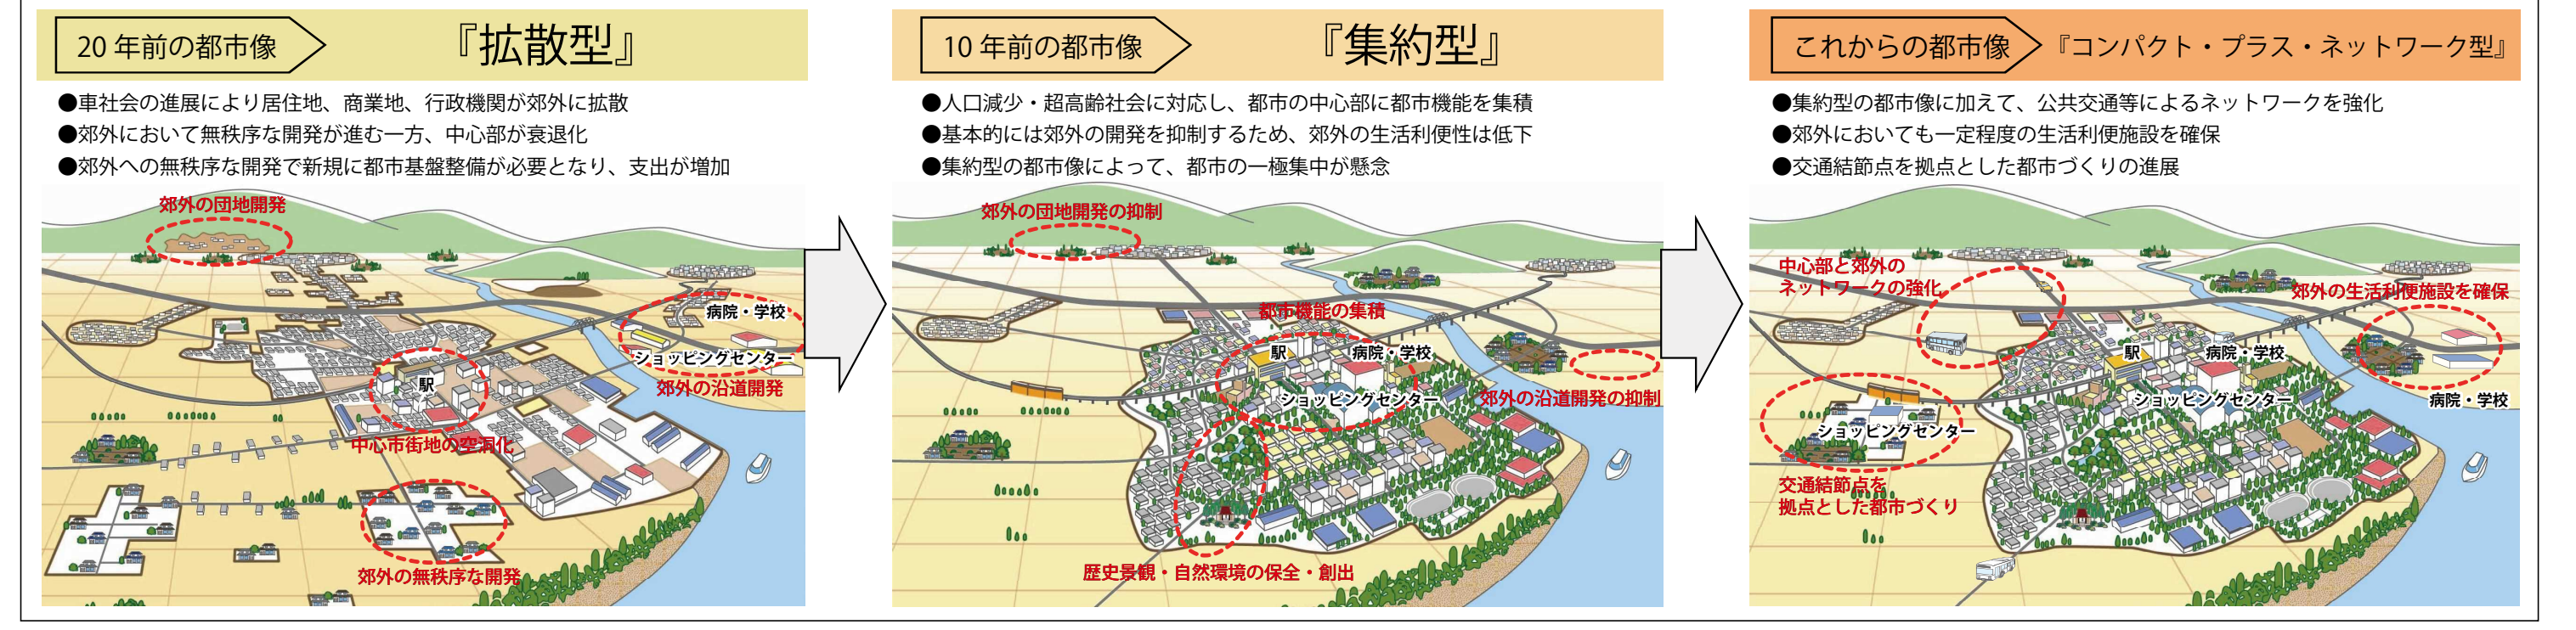 20 年前の都市像
『拡散型』
●車社会の進展により居住地、商業地、行政機関が郊外に拡散
●郊外において無秩序な開発が進む一方、中心部が衰退化
●郊外への無秩序な開発で新規に都市基盤整備が必要となり、支出が増加
郊外の団地開発
病院・学校
ショッピングセンター
郊外の沿道開発
駅
中心市街地の空洞化
郊外の無秩序な開発
10 年前の都市像
『集約型』
●人口減少・超高齢社会に対応し、都市の中心部に都市機能を集積
●基本的には郊外の開発を抑制するため、郊外の生活利便性は低下
●集約型の都市像によって、都市の一極集中が懸念
郊外の団地開発の抑制
都市機能の集積
駅
病院・学校
ショッピングセンター
郊外の沿道開発の抑制
歴史景観・自然環境の保全・創出
これからの都市像
『コンパクト・プラス・ネットワーク型』
●集約型の都市像に加えて、公共交通等によるネットワークを強化
●郊外においても一定程度の生活利便施設を確保
●交通結節点を拠点とした都市づくりの進展
中心部と郊外の
ネットワークの強化
郊外の生活利便施設を確保
駅
病院・学校
ショッピングセンター
病院・学校
ショッピングセンター
交通結節点を
拠点とした都市づくり